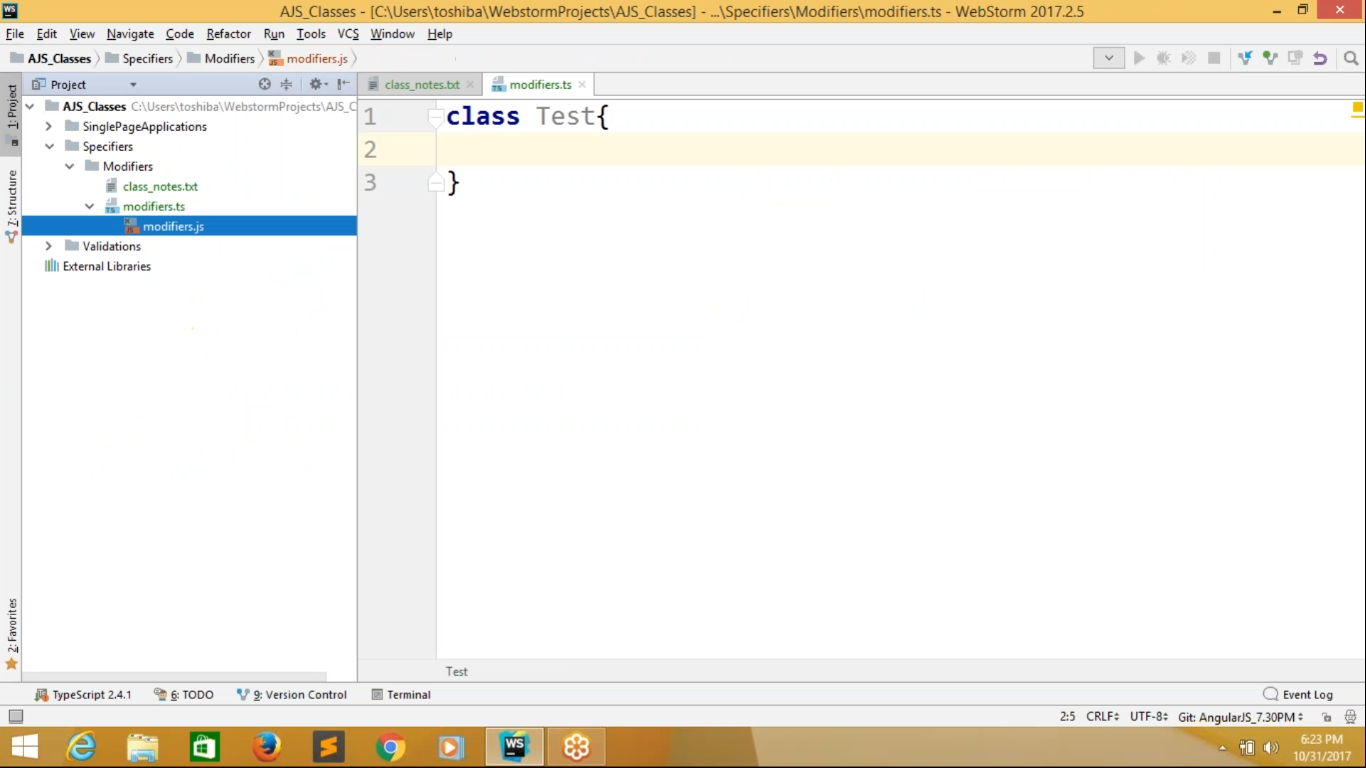 WS
AJS_Classes - [C:\Users\toshiba\WebstormProjects\AJS_Classes] - ...\Specifiers\Modifiers\modifiers.ts - WebStorm 2017.2.5
File Edit View Navigate Code Refactor Run Tools VCS Window Help
AJS_Classes Specifiers Modifiers modifiers.js
Project
class_notes.txt modifiers.ts
1: Project
Z: Structure
2: Favorites
AJS_Classes C:\Users\toshiba\WebstormProjects\AJS_C
SinglePageApplications
Specifiers
Modifiers
class_notes.txt
modifiers.ts
modifiers.js
Validations
External Libraries
1 class Test{
2
3 }
Test
TypeScript 2.4.1 6: TODO 9: Version Control Terminal Event Log
2:5 CRLF UTF-8 Git: AngularJS_7.30PM
WS
6:23 PM
10/31/2017